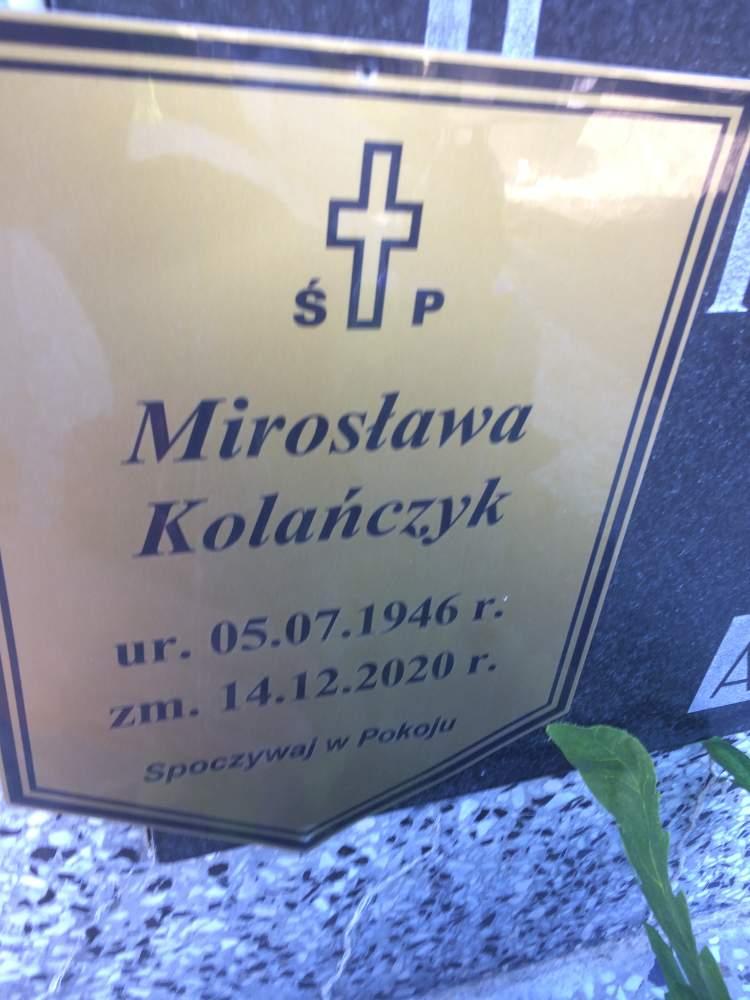 Ś P
Mirosława
Kolańczyk
ur. 05.07.1946 r.
zm. 14.12.2020 r.
Spoczywaj w Pokoju
A